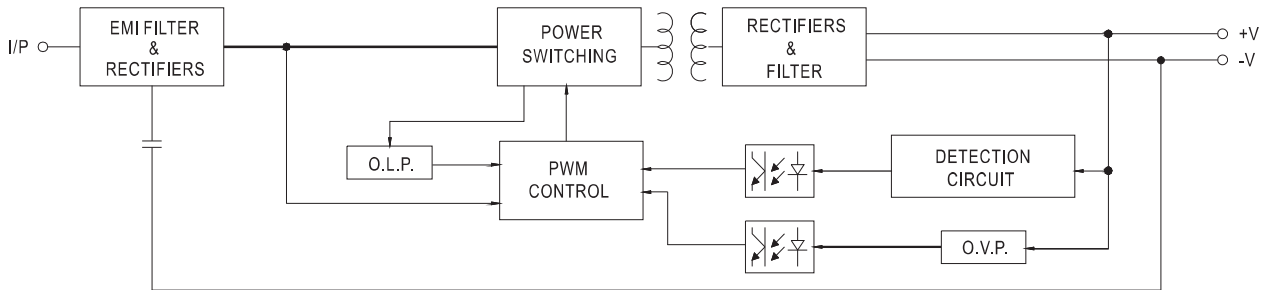 I/P
EMI FILTER
&
RECTIFIERS
POWER
SWITCHING
RECTIFIERS
&
FILTER
+V
-V
O.L.P.
PWM
CONTROL
DETECTION
CIRCUIT
O.V.P.